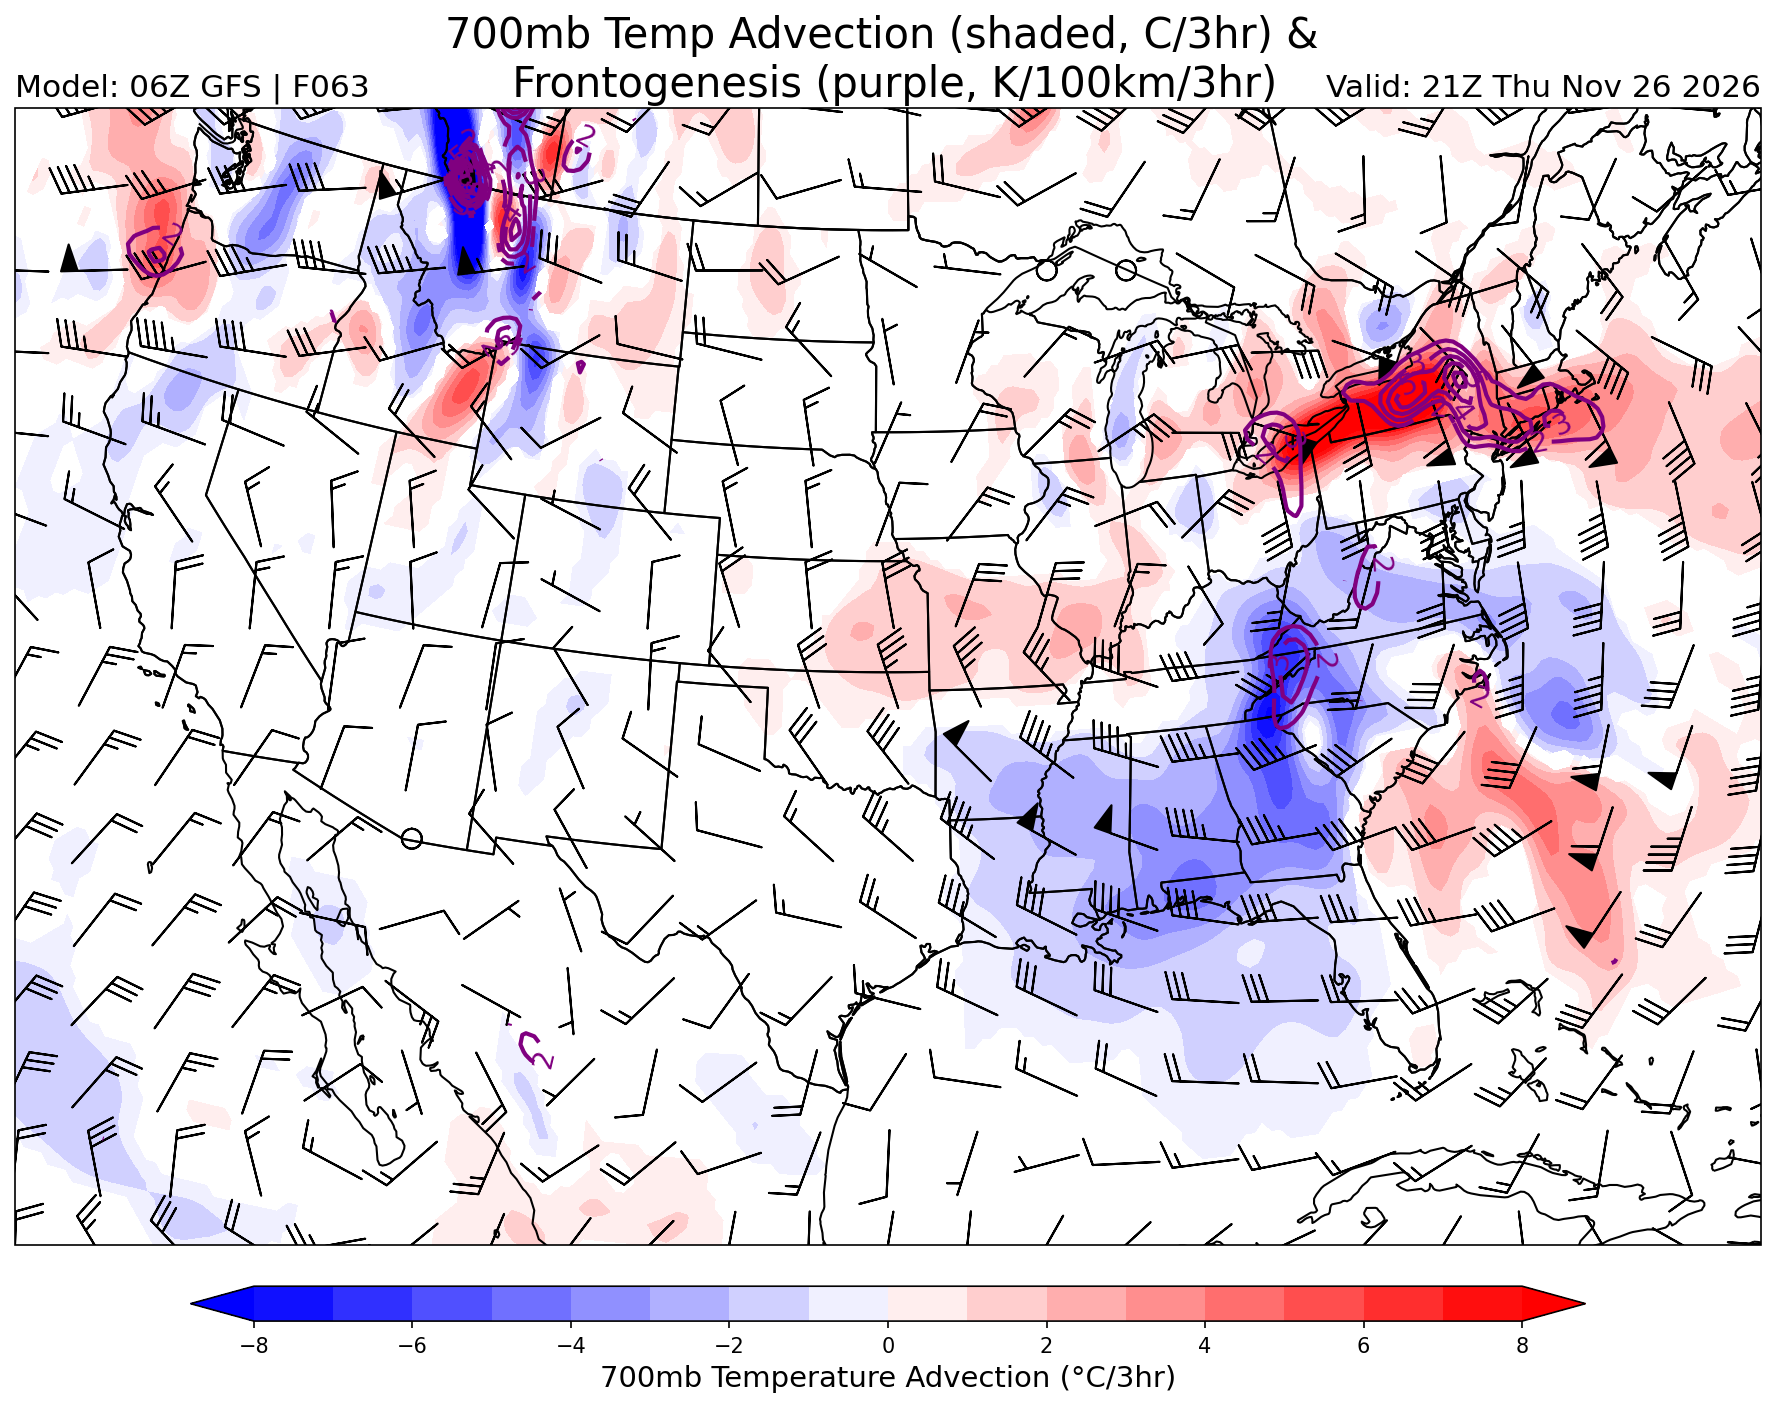 700mb Temp Advection (shaded, C/3hr) &
Frontogenesis (purple, K/100km/3hr)
Model: 06Z GFS | F063
Valid: 21Z Thu Nov 26 2026
−8 −6 −4 −2 0 2 4 6 8
700mb Temperature Advection (°C/3hr)